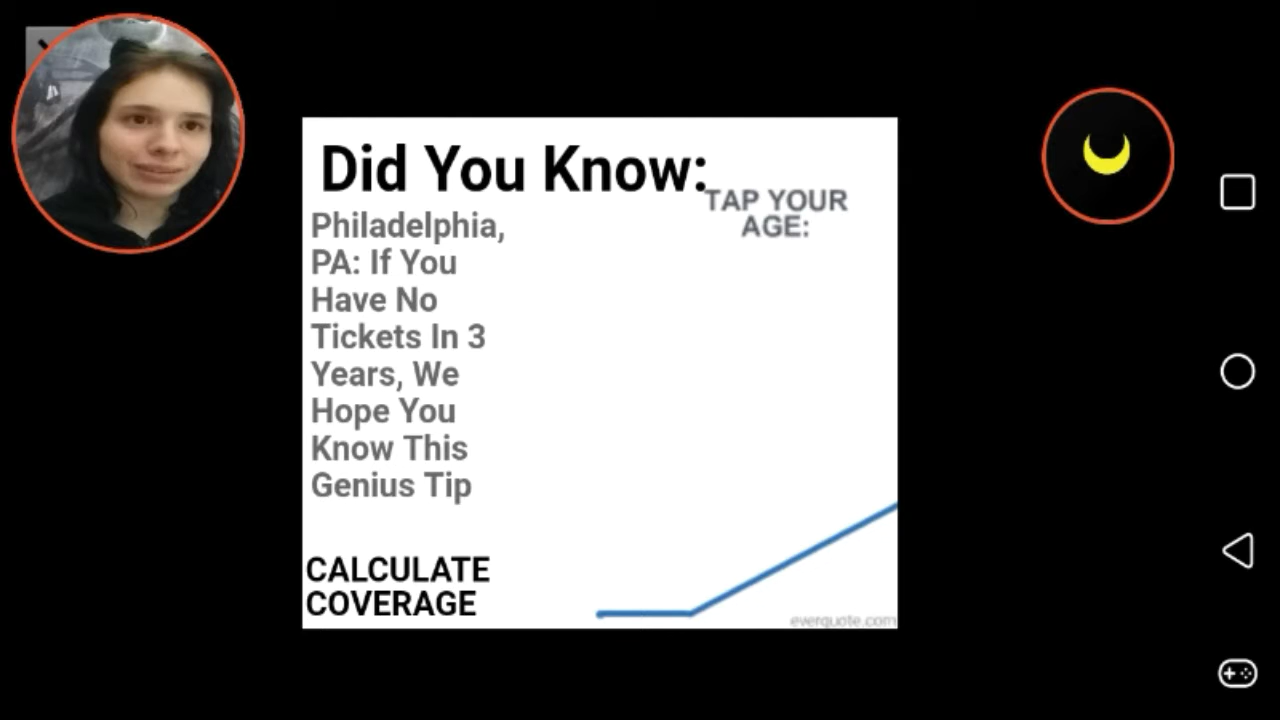 Did You Know:
TAP YOUR
AGE:
Philadelphia,
PA: If You
Have No
Tickets In 3
Years, We
Hope You
Know This
Genius Tip
CALCULATE
COVERAGE
everquote.com